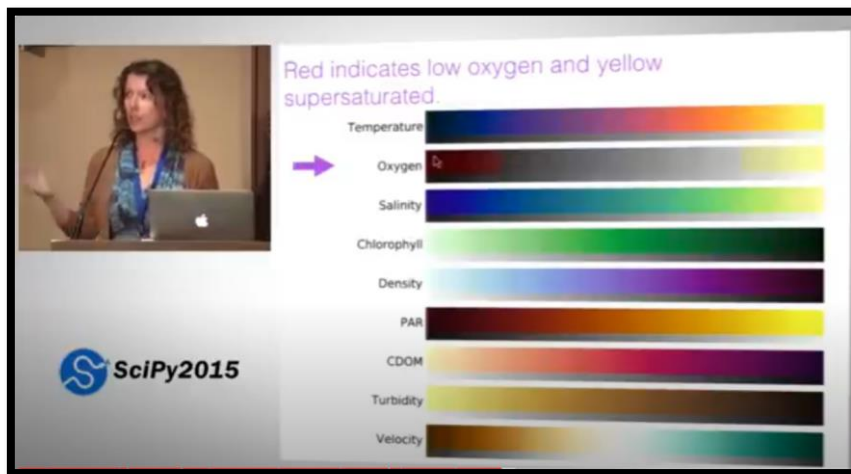 Red indicates low oxygen and yellow
supersaturated.
Temperature
Oxygen
Salinity
Chlorophyll
Density
PAR
CDOM
Turbidity
Velocity
SciPy2015